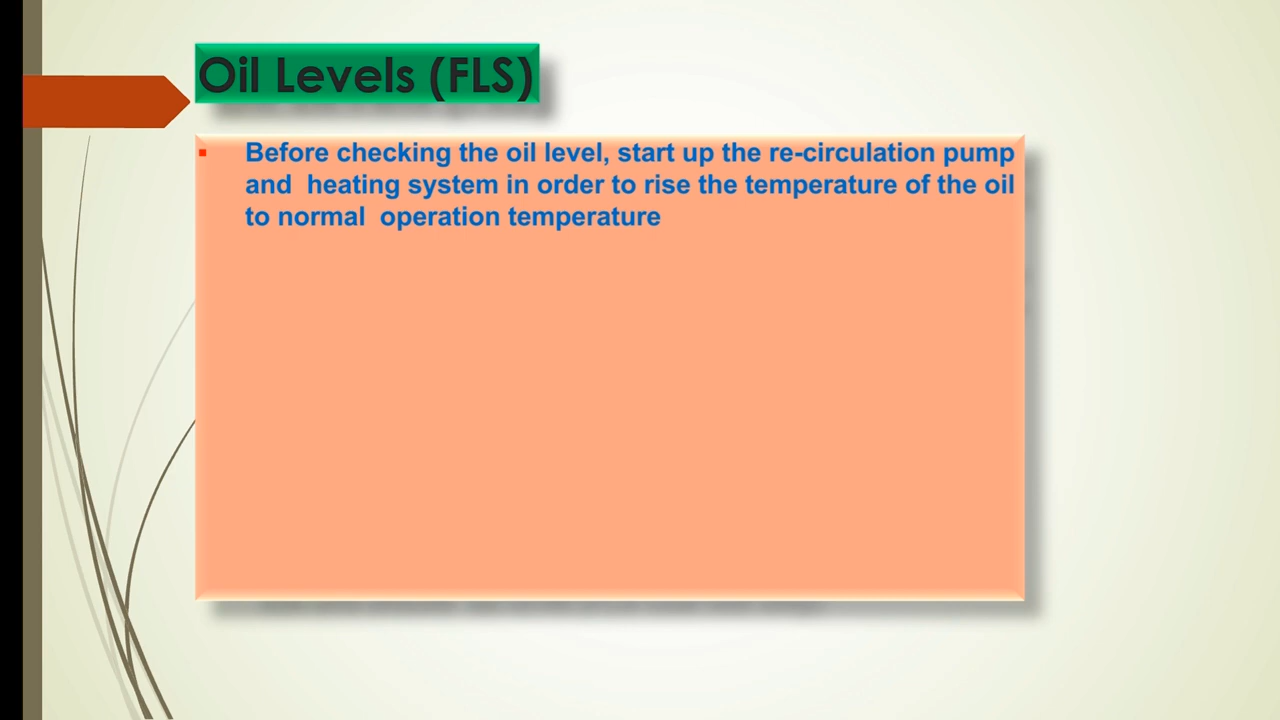 Oil Levels (FLS)
Before checking the oil level, start up the re-circulation pump
and heating system in order to rise the temperature of the oil
to normal operation temperature